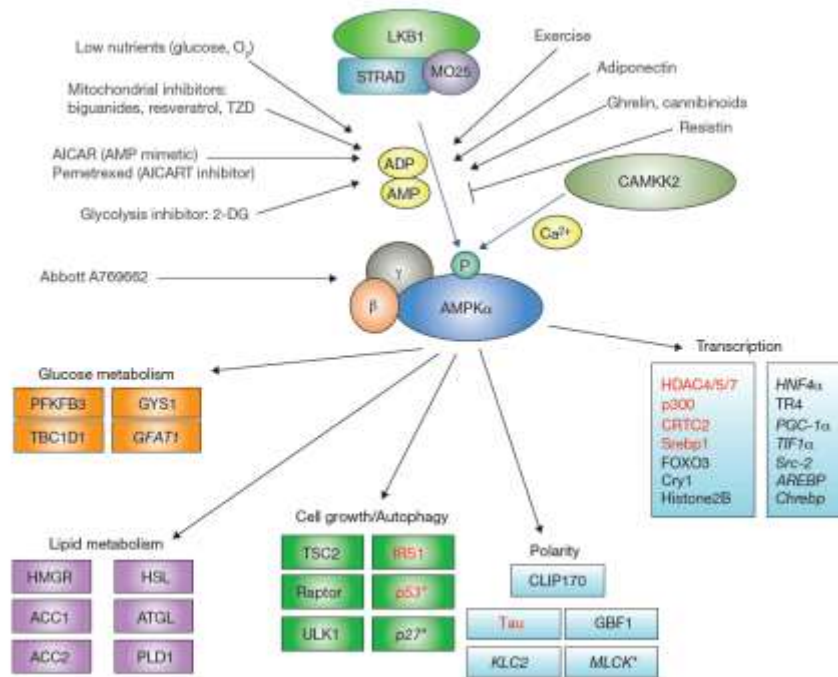 LKB1
STRAD
MO25
Low nutrients (glucose, O2)
Mitochondrial inhibitors:
biguanides, resveratrol, TZD
AICAR (AMP mimetic)
Pemetrexed (AICART inhibitor)
Glycolysis inhibitor: 2-DG
Abbott A769662
Exercise
Adiponectin
Ghrelin, cannibinoids
Resistin
ADP
AMP
CAMKK2
Ca2+
P
γ
β
AMPKα
Glucose metabolism
PFKFB3 GYS1
TBC1D1 GFAT1
Lipid metabolism
HMGR HSL
ACC1 ATGL
ACC2 PLD1
Cell growth/Autophagy
TSC2 IRS1
Raptor p53*
ULK1 p27*
Polarity
CLIP170
Tau GBF1
KLC2 MLCK*
Transcription
HDAC4/5/7 HNF4α
p300 TR4
CRTC2 PGC-1α
Srebp1 TIF1α
FOXO3 Src-2
Cry1 AREBP
Histone2B Chrebp